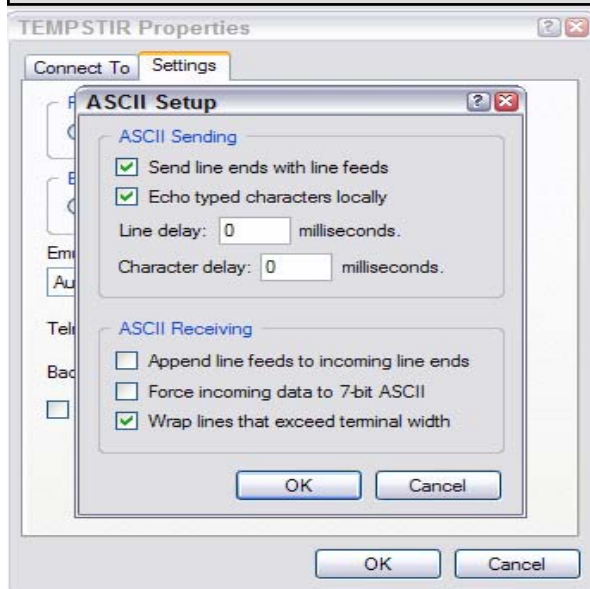 TEMPSTIR Properties
Connect To Settings
ASCII Setup
ASCII Sending
Send line ends with line feeds
Echo typed characters locally
Line delay: 0 milliseconds.
Character delay: 0 milliseconds.
ASCII Receiving
Append line feeds to incoming line ends
Force incoming data to 7-bit ASCII
Wrap lines that exceed terminal width
OK Cancel
OK Cancel